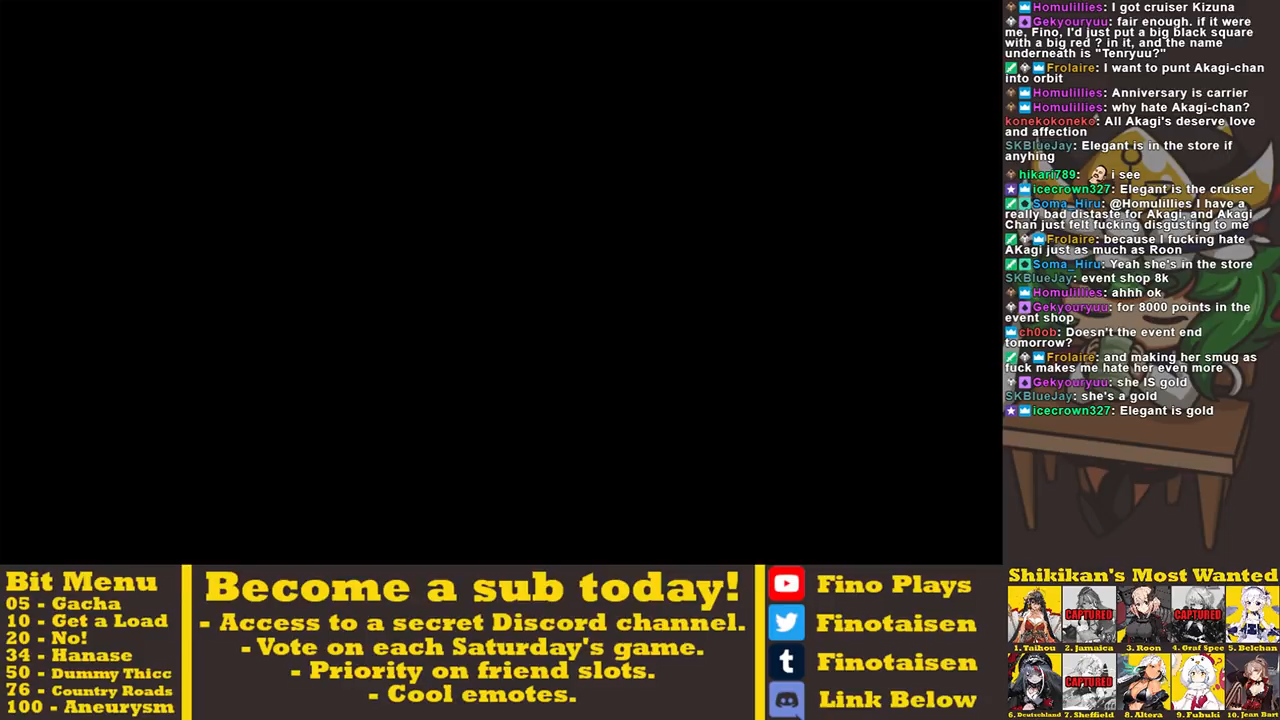 Homulillies: I got cruiser Kizuna
Gekyouryuu: fair enough. if it were
me, Fino, I'd just put a big black square
with a big red ? in it, and the name
underneath is "Tenryuu?"
Frolaire: I want to punt Akagi-chan
into orbit
Homulillies: Anniversary is carrier
Homulillies: why hate Akagi-chan?
konekokoneko: All Akagi's deserve love
and affection
SKBlueJay: Elegant is in the store if
anyhing
hikari789: i see
icecrown327: Elegant is the cruiser
Soma_Hiru: @Homulillies I have a
really bad distaste for Akagi, and Akagi
Chan just felt fucking disgusting to me
Frolaire: because I fucking hate
AKagi just as much as Roon
Soma_Hiru: Yeah she's in the store
SKBlueJay: event shop 8k
Homulillies: ahhh ok
Gekyouryuu: for 8000 points in the
event shop
ch0ob: Doesn't the event end
tomorrow?
Frolaire: and making her smug as
fuck makes me hate her even more
Gekyouryuu: she IS gold
SKBlueJay: she's a gold
icecrown327: Elegant is gold
Bit Menu
05 - Gacha
10 - Get a Load
20 - No!
34 - Hanase
50 - Dummy Thicc
76 - Country Roads
100 - Aneurysm
Become a sub today!
- Access to a secret Discord channel.
- Vote on each Saturday's game.
- Priority on friend slots.
- Cool emotes.
Fino Plays
Finotaisen
Finotaisen
Link Below
Shikikan's Most Wanted
CAPTURED
CAPTURED
1. Taihou 2. Jamaica 3. Roon 4. Graf Spee 5. Belchan
CAPTURED
6. Deutschland 7. Sheffield 8. Altera 9. Fubuki 10. Jean Bart